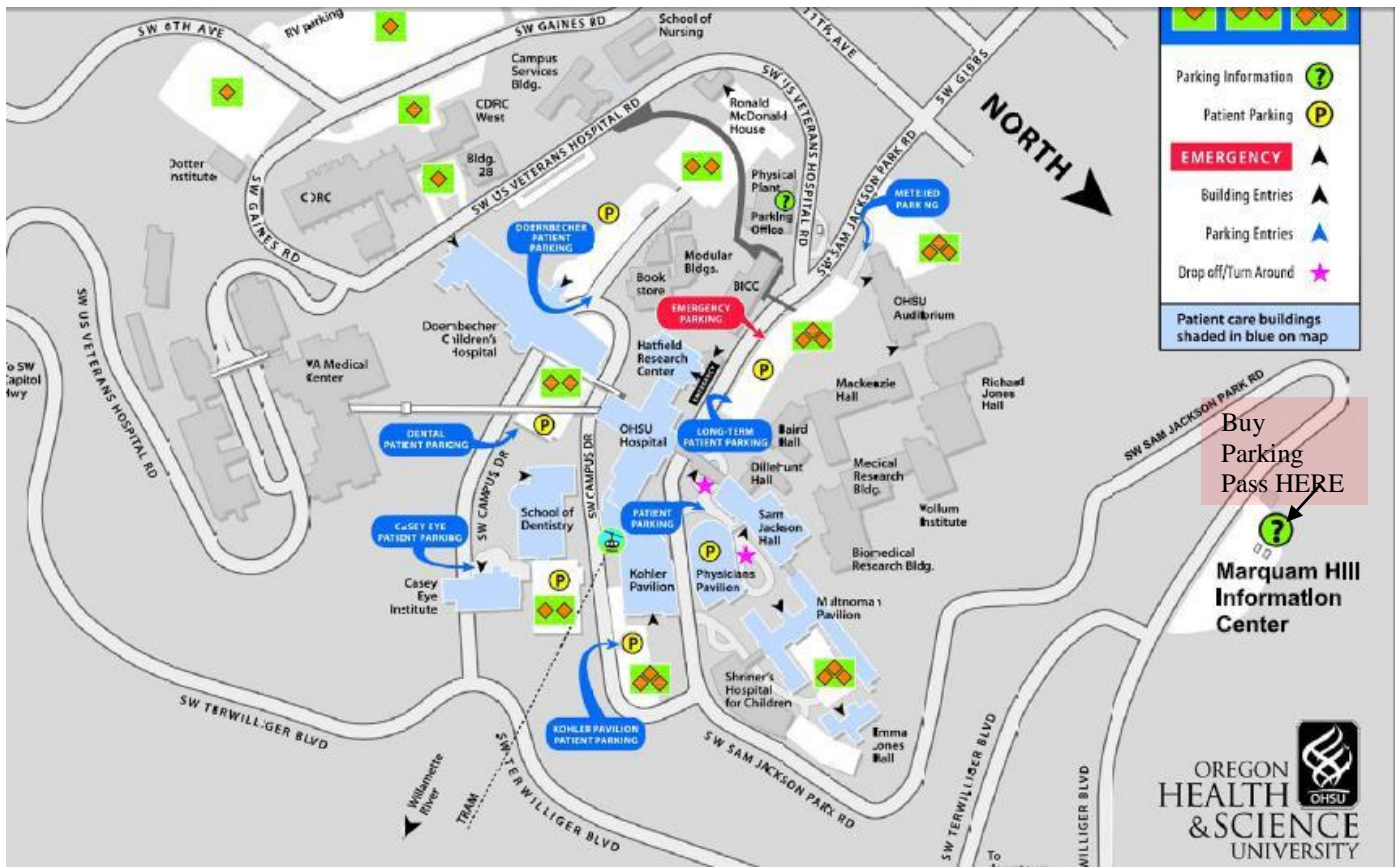 SW 6TH AVE
RV parking
SW GAINES RD
School of
Nursing
11TH AVE
SW GIBBS
Campus
Services
Bldg.
CDRC
West
SW US VETERANS HOSPITAL RD
Ronald
McDonald
House
SW US VETERANS HOSPITAL RD
NORTH
Parking Information
?
Patient Parking
P
EMERGENCY
Building Entries
Parking Entries
Drop off/Turn Around
Patient care buildings
shaded in blue on map
Dotter
Institute
Bldg.
28
CDRC
SW GAINES RD
Physical
Plant
?
Parking
Office
SW SAM JACKSON PARK RD
METERED
PARKING
P
DOERNBECHER
PATIENT
PARKING
Modular
Bldgs.
Book
store
BICC
EMERGENCY
PARKING
OHSU
Auditorium
SW US VETERANS HOSPITAL RD
To SW
Capitol
Hwy
VA Medical
Center
Doernbecher
Children's
Hospital
Hatfield
Research
Center
EMERGENCY
P
Mackenzie
Hall
Richard
Jones
Hall
SW SAM JACKSON PARK RD
Buy
Parking
Pass HERE
?
Marquam Hill
Information
Center
DENTAL
PATIENT PARKING
P
OHSU
Hospital
LONG-TERM
PATIENT PARKING
Baird
Hall
Dillehunt
Hall
Medical
Research
Bldg.
Vollum
Institute
SW CAMPUS DR
SW CAMPUS DR
School of
Dentistry
PATIENT
PARKING
Sam
Jackson
Hall
Biomedical
Research Bldg.
CASEY EYE
PATIENT PARKING
Casey
Eye
Institute
P
Kohler
Pavilion
P
Physicians
Pavilion
Multnomah
Pavilion
P
Shriner's
Hospital
for Children
KOHLER PAVILION
PATIENT PARKING
Emma
Jones
Hall
SW TERWILLIGER BLVD
Willamette
River
TRAM
SW TERWILLIGER BLVD
SW SAM JACKSON PARK RD
SW TERWILLIGER BLVD
WILLIGER BLVD
To
OREGON
HEALTH
OHSU
& SCIENCE
UNIVERSITY